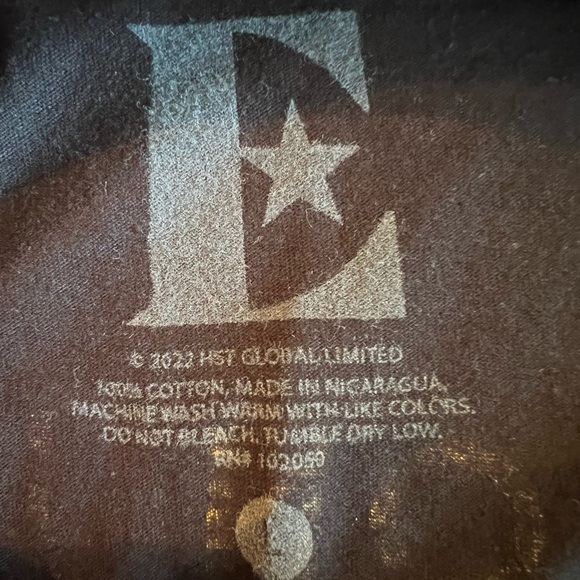 E
© 2022 HST GLOBAL LIMITED
100% COTTON, MADE IN NICARAGUA,
MACHINE WASH WARM WITH LIKE COLORS.
DO NOT BLEACH. TUMBLE DRY LOW.
RN# 102050